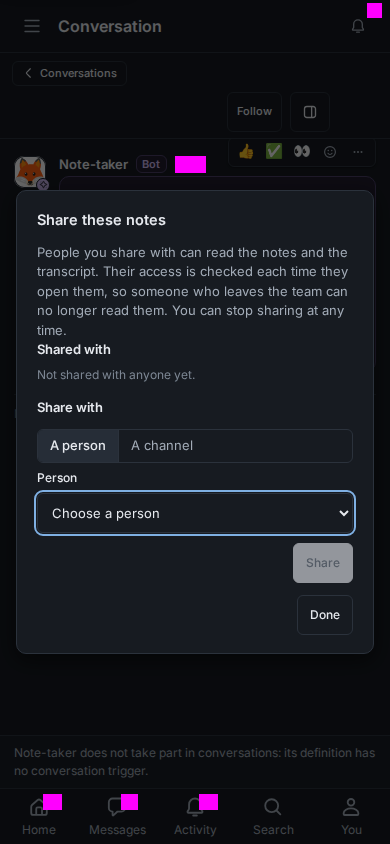 Conversation
Conversations
Follow
Note-taker Bot
Share these notes
People you share with can read the notes and the
transcript. Their access is checked each time they
open them, so someone who leaves the team can
no longer read them. You can stop sharing at any
time.
Shared with
Not shared with anyone yet.
Share with
A person A channel
Person
Choose a person
Share
Done
Note-taker does not take part in conversations: its definition has
no conversation trigger.
Home Messages Activity Search You